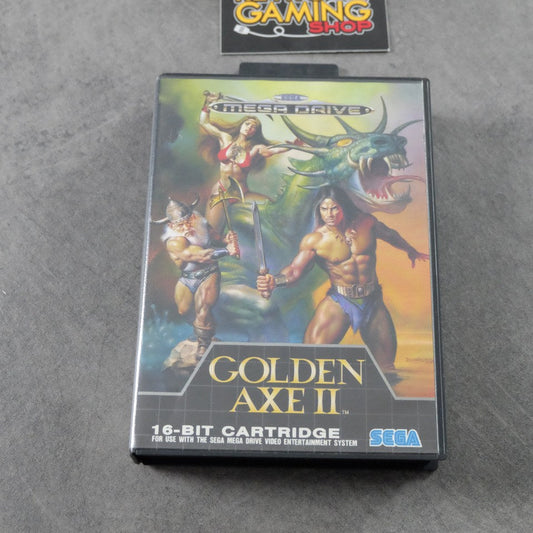 GAMING
SHOP
SEGA
MEGA DRIVE
GOLDEN
AXE II™
16-BIT CARTRIDGE
FOR USE WITH THE SEGA MEGA DRIVE VIDEO ENTERTAINMENT SYSTEM
SEGA